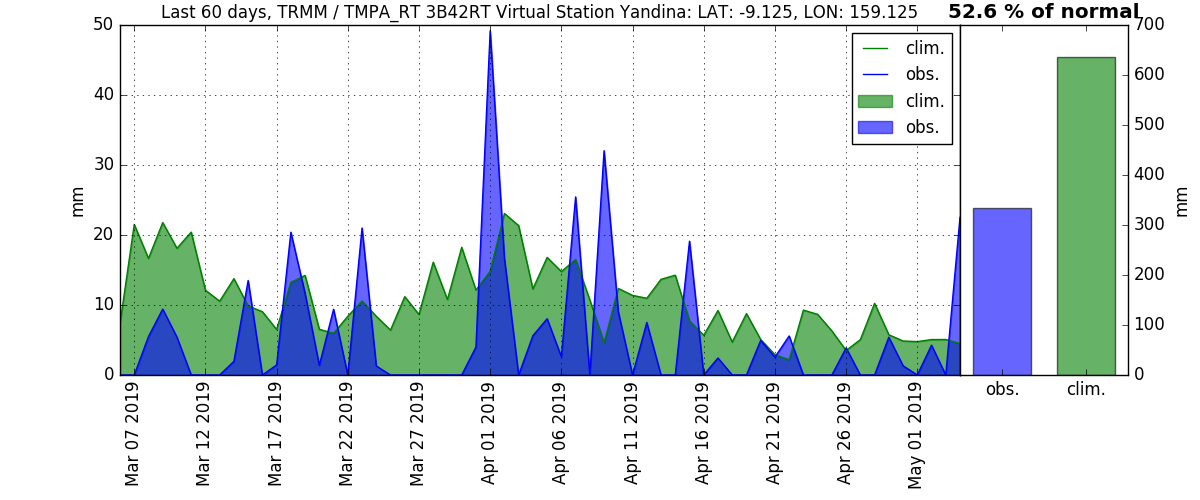 Last 60 days, TRMM / TMPA_RT 3B42RT Virtual Station Yandina: LAT: -9.125, LON: 159.125
52.6 % of normal
50
40
30
20
10
0
mm
clim.
obs.
clim.
obs.
700
600
500
400
300
200
100
0
mm
obs.
clim.
Mar 07 2019
Mar 12 2019
Mar 17 2019
Mar 22 2019
Mar 27 2019
Apr 01 2019
Apr 06 2019
Apr 11 2019
Apr 16 2019
Apr 21 2019
Apr 26 2019
May 01 2019